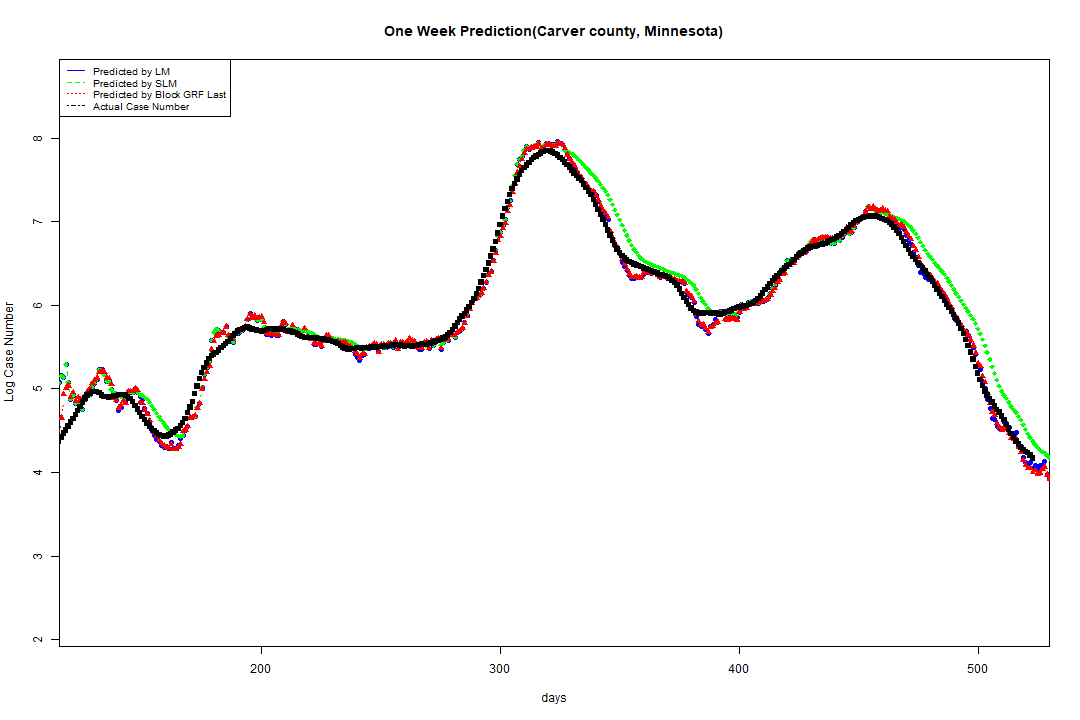 One Week Prediction(Carver county, Minnesota)
Predicted by LM
Predicted by SLM
Predicted by Block GRF Last
Actual Case Number
8
7
6
5
4
3
2
Log Case Number
200 300 400 500
days